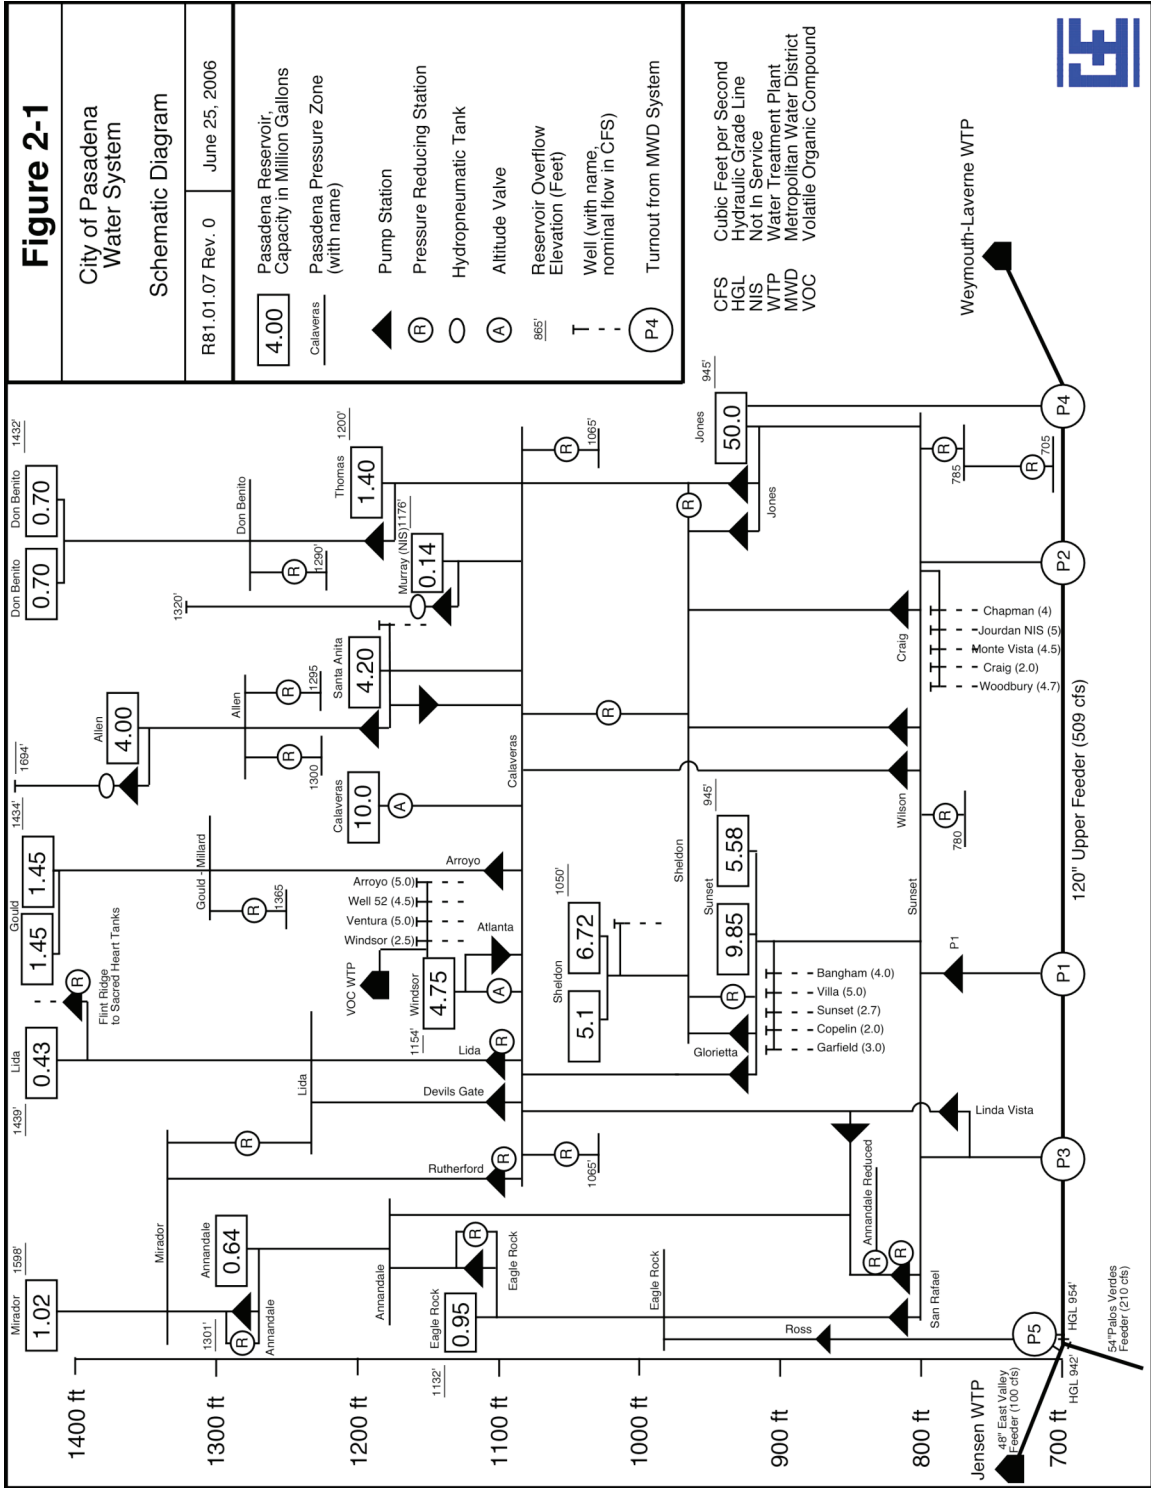 Figure 2-1
City of Pasadena
Water System
Schematic Diagram
R81.01.07 Rev. 0
June 25, 2006
4.00
Pasadena Reservoir,
Capacity in Million Gallons
Calaveras
Pasadena Pressure Zone
(with name)
Pump Station
R
Pressure Reducing Station
Hydropneumatic Tank
A
Altitude Valve
865'
Reservoir Overflow
Elevation (Feet)
Well (with name,
nominal flow in CFS)
P4
Turnout from MWD System
CFS Cubic Feet per Second
HGL Hydraulic Grade Line
NIS Not In Service
WTP Water Treatment Plant
MWD Metropolitan Water District
VOC Volatile Organic Compound
1400 ft
1300 ft
1200 ft
1100 ft
1000 ft
900 ft
800 ft
700 ft
Mirador
1598'
1.02
Mirador
1301'
R
Annandale
Annandale
0.64
Annandale
R
Eagle Rock
1132'
Eagle Rock
0.95
Eagle Rock
Ross
San Rafael
R
R
Annandale Reduced
1439'
Lida
0.43
R
Flint Ridge
to Sacred Heart Tanks
Lida
R
Rutherford
R
Devils Gate
Lida
R
R
1065'
Gould
1434'
1.45
1.45
Gould - Millard
R
1365
Arroyo
VOC WTP
Arroyo (5.0)
Well 52 (4.5)
Ventura (5.0)
Windsor (2.5)
1154'
Windsor
4.75
A
Atlanta
1694'
Allen
4.00
Allen
R
1300
R
1295
Calaveras
10.0
A
Calaveras
Santa Anita
4.20
1320'
Murray (NIS)
1176'
0.14
Don Benito
0.70
Don Benito
0.70
1432'
Don Benito
R
1290'
Thomas
1200'
1.40
R
1065'
R
Sheldon
1050'
5.1
6.72
Sheldon
R
Glorietta
Sunset
945'
9.85
5.58
Bangham (4.0)
Villa (5.0)
Sunset (2.7)
Copelin (2.0)
Garfield (3.0)
R
Jones
945'
50.0
Jones
Wilson
Craig
Sunset
R
780
R
785
R
705
Chapman (4)
Jourdan NIS (5)
Monte Vista (4.5)
Craig (2.0)
Woodbury (4.7)
Linda Vista
P1
P5
P3
P1
P2
P4
120" Upper Feeder (509 cfs)
Weymouth-Laverne WTP
Jensen WTP
48" East Valley
Feeder (100 cfs)
HGL 942'
HGL 954'
54"Palos Verdes
Feeder (210 cfs)